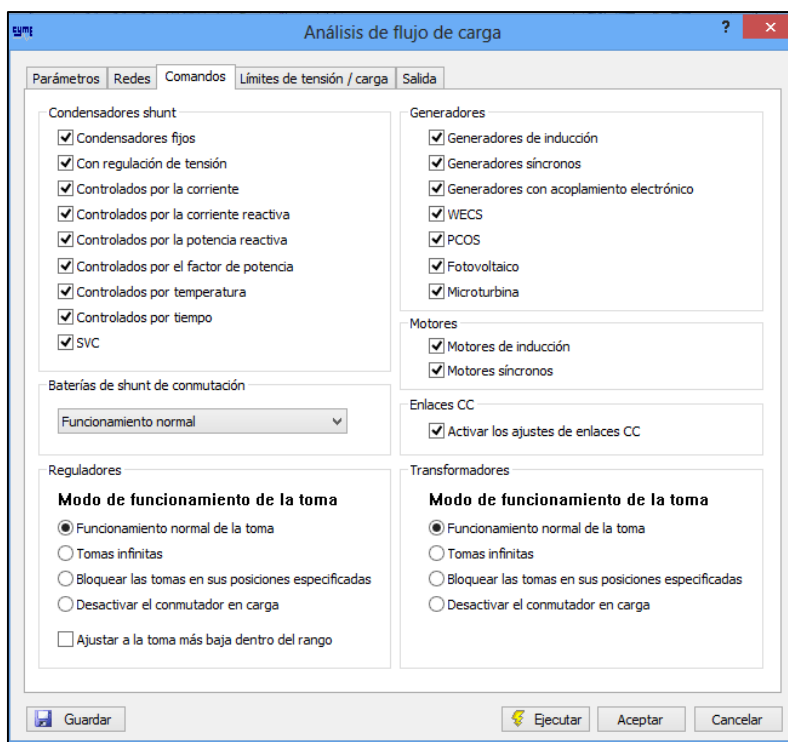 CYME
Análisis de flujo de carga
?
×
Parámetros
Redes
Comandos
Límites de tensión / carga
Salida
Condensadores shunt
Condensadores fijos
Con regulación de tensión
Controlados por la corriente
Controlados por la corriente reactiva
Controlados por la potencia reactiva
Controlados por el factor de potencia
Controlados por temperatura
Controlados por tiempo
SVC
Baterías de shunt de conmutación
Funcionamiento normal
Generadores
Generadores de inducción
Generadores síncronos
Generadores con acoplamiento electrónico
WECS
PCOS
Fotovoltaico
Microturbina
Motores
Motores de inducción
Motores síncronos
Enlaces CC
Activar los ajustes de enlaces CC
Reguladores
Modo de funcionamiento de la toma
Funcionamiento normal de la toma
Tomas infinitas
Bloquear las tomas en sus posiciones especificadas
Desactivar el conmutador en carga
Ajustar a la toma más baja dentro del rango
Transformadores
Modo de funcionamiento de la toma
Funcionamiento normal de la toma
Tomas infinitas
Bloquear las tomas en sus posiciones especificadas
Desactivar el conmutador en carga
Guardar
Ejecutar
Aceptar
Cancelar